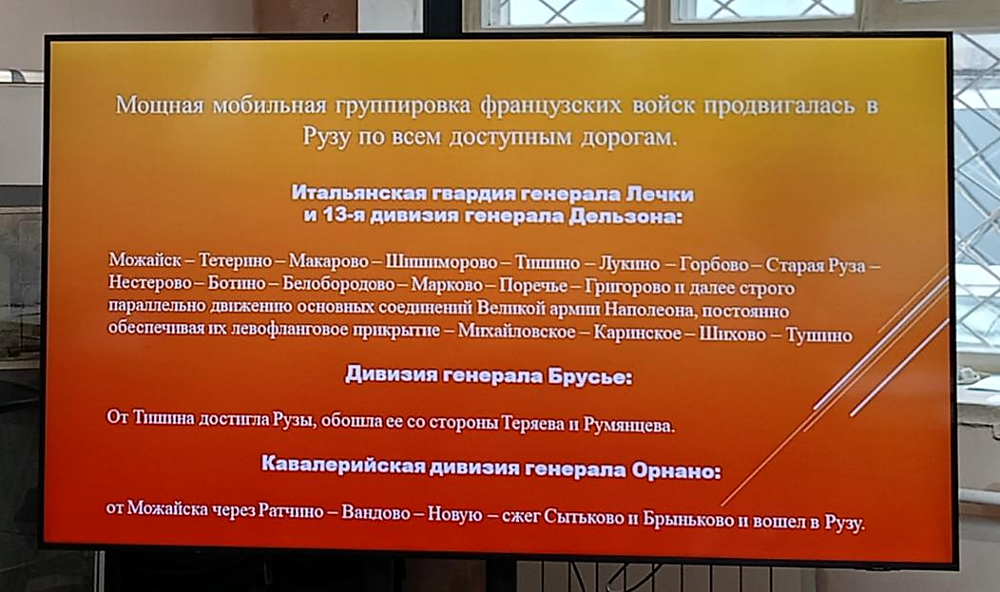 Мощная мобильная группировка французских войск продвигалась в
Рузу по всем доступным дорогам.
Итальянская гвардия генерала Лечки
и 13-я дивизия генерала Дельзона:
Можайск – Тетерино – Макарово – Шишиморово – Тишино – Лукино – Горбово – Старая Руза –
Нестерово – Ботино – Белобородово – Марково – Поречье – Григорово и далее строго
параллельно движению основных соединений Великой армии Наполеона, постоянно
обеспечивая их левофланговое прикрытие – Михайловское – Каринское – Шихово – Тушино
Дивизия генерала Брусье:
От Тишина достигла Рузы, обошла ее со стороны Теряева и Румянцева.
Кавалерийская дивизия генерала Орнано:
от Можайска через Ратчино – Вандово – Новую – сжег Сытьково и Брыньково и вошел в Рузу.